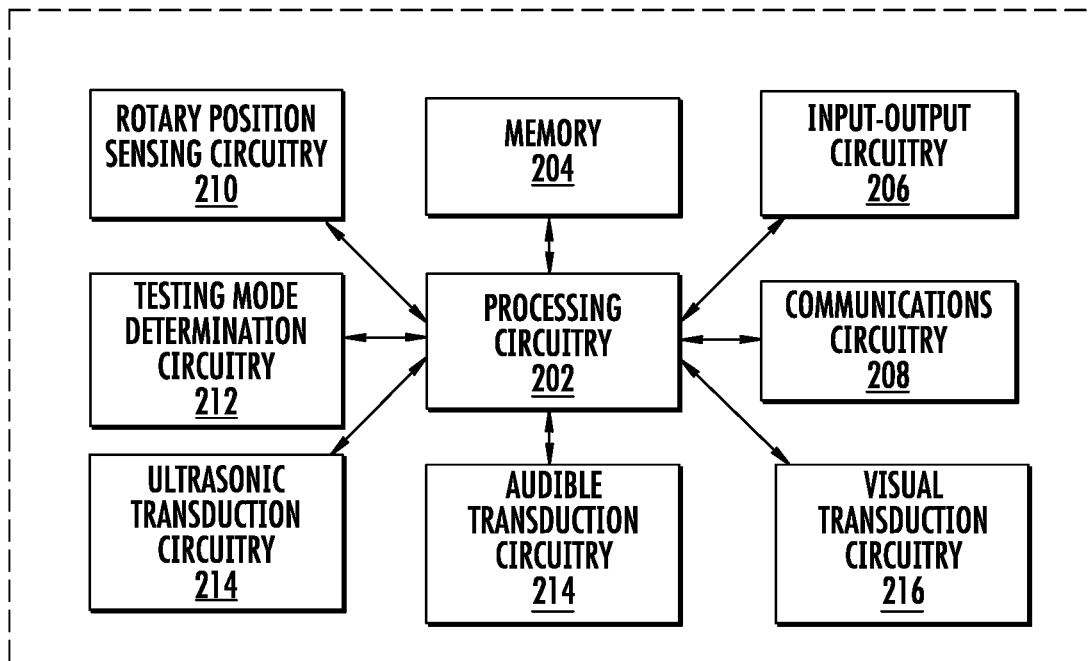 ROTARY POSITION
SENSING CIRCUITRY
210
MEMORY
204
INPUT-OUTPUT
CIRCUITRY
206
TESTING MODE
DETERMINATION
CIRCUITRY
212
PROCESSING
CIRCUITRY
202
COMMUNICATIONS
CIRCUITRY
208
ULTRASONIC
TRANSDUCTION
CIRCUITRY
214
AUDIBLE
TRANSDUCTION
CIRCUITRY
214
VISUAL
TRANSDUCTION
CIRCUITRY
216